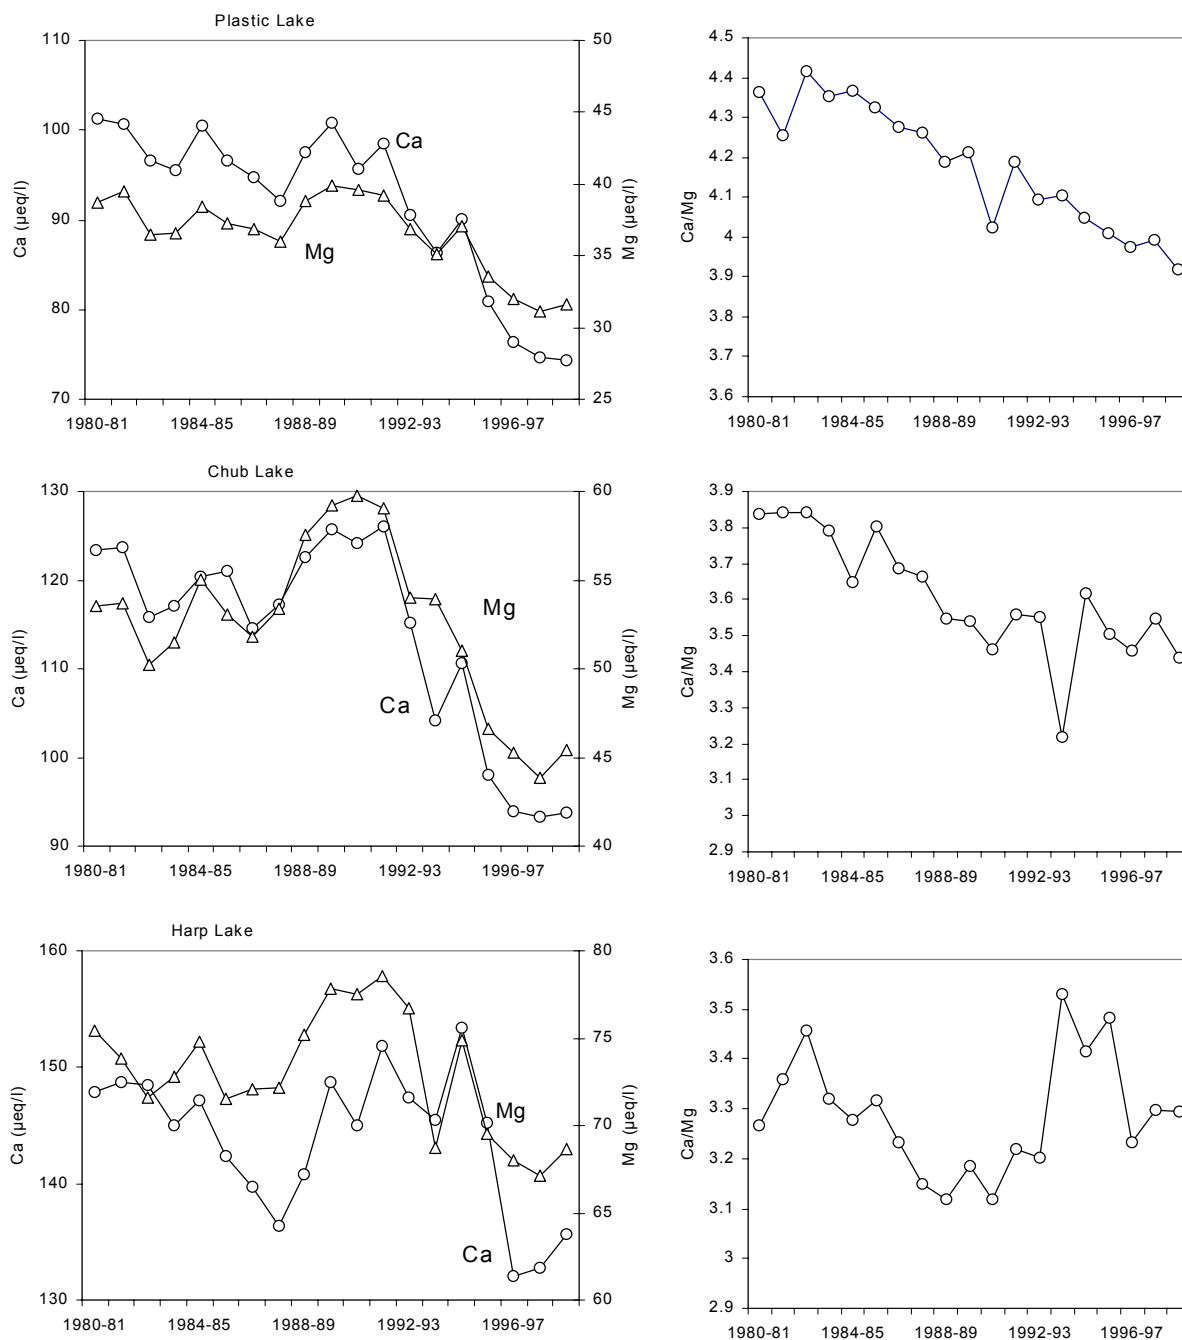 Plastic Lake
110
100
90
80
70
50
45
40
35
30
25
Ca (µeq/l)
Mg (µeq/l)
Ca
Mg
1980-81 1984-85 1988-89 1992-93 1996-97
4.5
4.4
4.3
4.2
4.1
4
3.9
3.8
3.7
3.6
Ca/Mg
1980-81 1984-85 1988-89 1992-93 1996-97
Chub Lake
130
120
110
100
90
60
55
50
45
40
Ca (µeq/l)
Mg (µeq/l)
Mg
Ca
1980-81 1984-85 1988-89 1992-93 1996-97
3.9
3.8
3.7
3.6
3.5
3.4
3.3
3.2
3.1
3
2.9
Ca/Mg
1980-81 1984-85 1988-89 1992-93 1996-97
Harp Lake
160
150
140
130
80
75
70
65
60
Ca (µeq/l)
Mg (µeq/l)
Mg
Ca
1980-81 1984-85 1988-89 1992-93 1996-97
3.6
3.5
3.4
3.3
3.2
3.1
3
2.9
Ca/Mg
1980-81 1984-85 1988-89 1992-93 1996-97